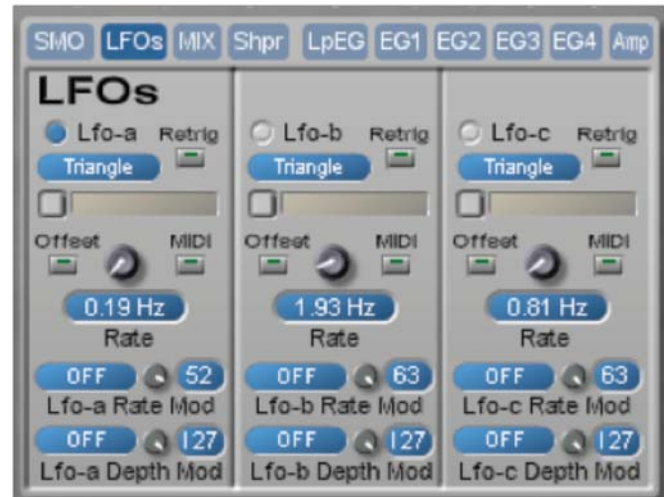 SMO LFOs MIX Shpr LpEG EG1 EG2 EG3 EG4 Amp
LFOs
Lfo-a Retrig Lfo-b Retrig Lfo-c Retrig
Triangle Triangle Triangle
Offset MIDI Offset MIDI Offset MIDI
0.19 Hz 1.93 Hz 0.81 Hz
Rate Rate Rate
OFF 52 OFF 63 OFF 63
Lfo-a Rate Mod Lfo-b Rate Mod Lfo-c Rate Mod
OFF 127 OFF 127 OFF 127
Lfo-a Depth Mod Lfo-b Depth Mod Lfo-c Depth Mod